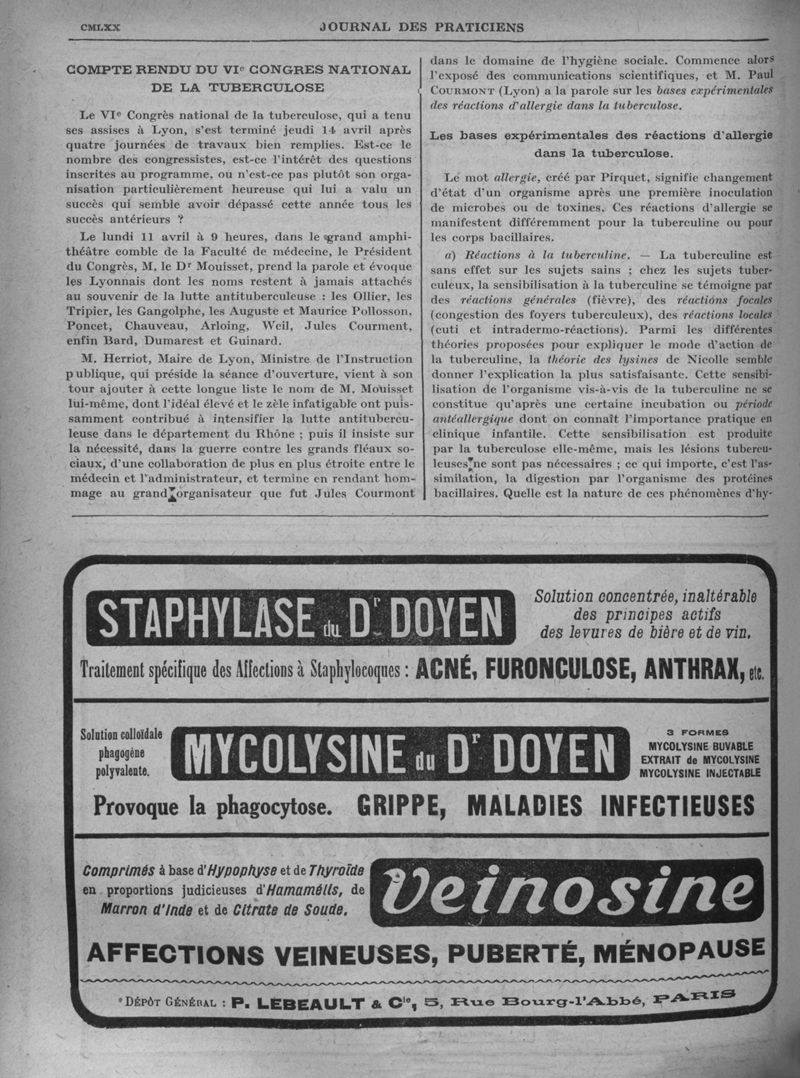 CMLXX
JOURNAL DES PRATICIENS
COMPTE RENDU DU VIe CONGRES NATIONAL
DE LA TUBERCULOSE
Le VIe Congrès national de la tuberculose, qui a tenu
ses assises à Lyon, s'est terminé jeudi 14 avril après
quatre journées de travaux bien remplies. Est-ce le
nombre des congressistes, est-ce l'intérêt des questions
inscrites au programme, ou n'est-ce pas plutôt son orga-
nisation particulièrement heureuse qui lui a valu un
succès qui semble avoir dépassé cette année tous les
succès antérieurs ?
Le lundi 11 avril à 9 heures, dans le grand amphi-
théâtre comble de la Faculté de médecine, le Président
du Congrès, M. le Dr Mouisset, prend la parole et évoque
les Lyonnais dont les noms restent à jamais attachés
au souvenir de la lutte antituberculeuse : les Ollier, les
Tripier, les Gangolphe, les Auguste et Maurice Pollosson,
Poncet, Chauveau, Arloing, Weil, Jules Courment,
enfin Bard, Dumarest et Guinard.
M. Herriot, Maire de Lyon, Ministre de l'Instruction
publique, qui préside la séance d'ouverture, vient à son
tour ajouter à cette longue liste le nom de M. Mouisset
lui-même, dont l'idéal élevé et le zèle infatigable ont puis-
samment contribué à intensifier la lutte antitubercu-
leuse dans le département du Rhône ; puis il insiste sur
la nécessité, dans la guerre contre les grands fléaux so-
ciaux, d'une collaboration de plus en plus étroite entre le
médecin et l'administrateur, et termine en rendant hom-
mage au grand organisateur que fut Jules Courmont
dans le domaine de l'hygiène sociale. Commence alors
l'exposé des communications scientifiques, et M. Paul
COURMONT (Lyon) a la parole sur les bases expérimentales
des réactions d'allergie dans la tuberculose.
Les bases expérimentales des réactions d'allergie
dans la tuberculose.
Le mot allergie, créé par Pirquet, signifie changement
d'état d'un organisme après une première inoculation
de microbes ou de toxines. Ces réactions d'allergie se
manifestent différemment pour la tuberculine ou pour
les corps bacillaires.
a) Réactions à la tuberculine. — La tuberculine est
sans effet sur les sujets sains ; chez les sujets tuber-
culeux, la sensibilisation à la tuberculine se témoigne par
des réactions générales (fièvre), des réactions focales
(congestion des foyers tuberculeux), des réactions locales
(cuti et intradermo-réactions). Parmi les différentes
théories proposées pour expliquer le mode d'action de
la tuberculine, la théorie des lysines de Nicolle semble
donner l'explication la plus satisfaisante. Cette sensibi-
lisation de l'organisme vis-à-vis de la tuberculine ne se
constitue qu'après une certaine incubation ou période
antéallergique dont on connaît l'importance pratique en
clinique infantile. Cette sensibilisation est produite
par la tuberculose elle-même, mais les lésions tubercu-
leuses ne sont pas nécessaires ; ce qui importe, c'est l'as-
similation, la digestion par l'organisme des protéines
bacillaires. Quelle est la nature de ces phénomènes d'hy-
STAPHYLASE du Dr DOYEN
Solution concentrée, inaltérable
des principes actifs
des levures de bière et de vin.
Traitement spécifique des Affections à Staphylocoques : ACNÉ, FURONCULOSE, ANTHRAX, etc.
Solution colloïdale
phagogène
polyvalente.
MYCOLYSINE du Dr DOYEN
3 FORMES
MYCOLYSINE BUVABLE
EXTRAIT de MYCOLYSINE
MYCOLYSINE INJECTABLE
Provoque la phagocytose. GRIPPE, MALADIES INFECTIEUSES
Comprimés à base d'Hypophyse et de Thyroïde
en proportions judicieuses d'Hamamélis, de
Marron d'Inde et de Citrate de Soude.
Veinosine
AFFECTIONS VEINEUSES, PUBERTÉ, MÉNOPAUSE
DÉPÔT GÉNÉRAL : P. LEBEAULT & Cie, 5, Rue Bourg-l'Abbé, PARIS